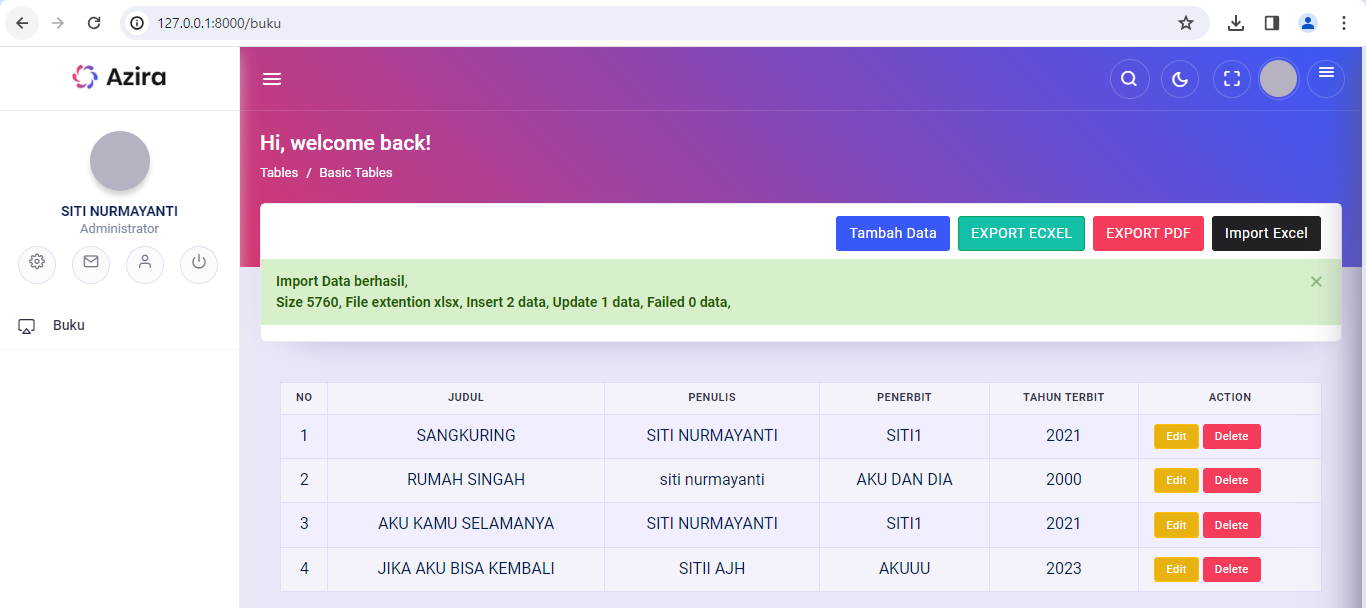 127.0.0.1:8000/buku
Azira
Hi, welcome back!
Tables / Basic Tables
SITI NURMAYANTI
Administrator
Buku
Tambah Data EXPORT ECXEL EXPORT PDF Import Excel
Import Data berhasil, ×
Size 5760, File extention xlsx, Insert 2 data, Update 1 data, Failed 0 data,
NO JUDUL PENULIS PENERBIT TAHUN TERBIT ACTION
1 SANGKURING SITI NURMAYANTI SITI1 2021 Edit Delete
2 RUMAH SINGAH siti nurmayanti AKU DAN DIA 2000 Edit Delete
3 AKU KAMU SELAMANYA SITI NURMAYANTI SITI1 2021 Edit Delete
4 JIKA AKU BISA KEMBALI SITII AJH AKUUU 2023 Edit Delete